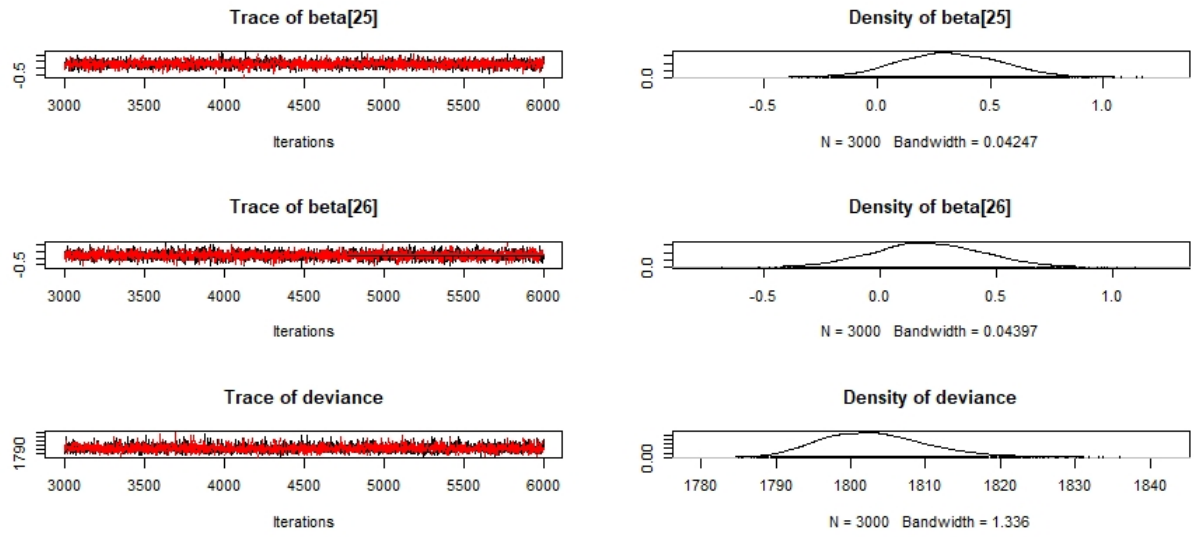 Trace of beta[25]
Density of beta[25]
-0.5
0.0
3000 3500 4000 4500 5000 5500 6000
-0.5 0.0 0.5 1.0
Iterations
N = 3000 Bandwidth = 0.04247
Trace of beta[26]
Density of beta[26]
-0.5
0.0
3000 3500 4000 4500 5000 5500 6000
-0.5 0.0 0.5 1.0
Iterations
N = 3000 Bandwidth = 0.04397
Trace of deviance
Density of deviance
1790
0.00
3000 3500 4000 4500 5000 5500 6000
1780 1790 1800 1810 1820 1830 1840
Iterations
N = 3000 Bandwidth = 1.336